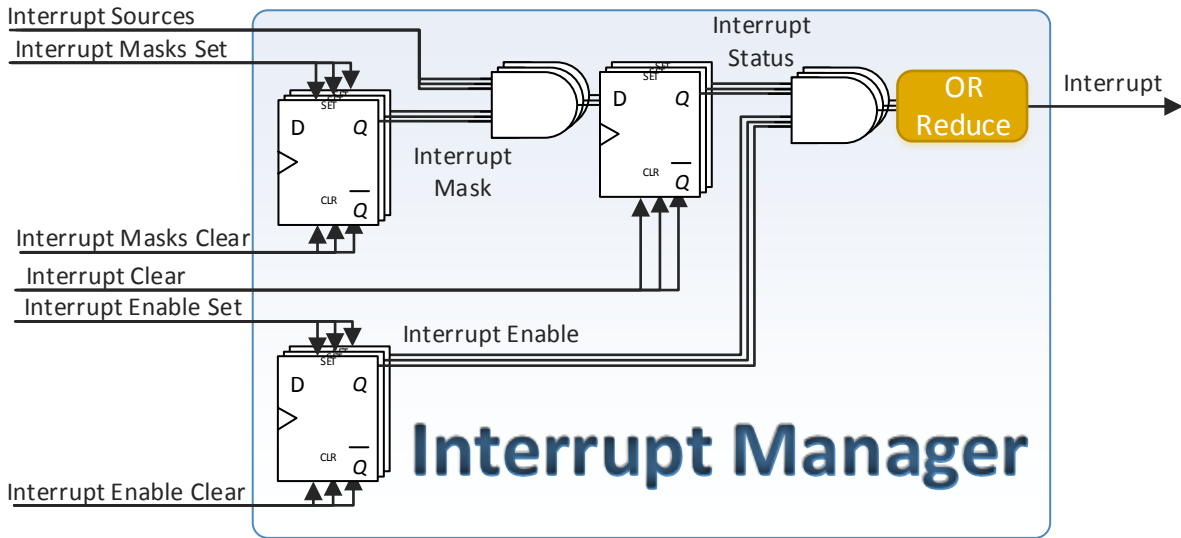 Interrupt Sources
Interrupt Masks Set
Interrupt
Status
Interrupt
OR
Reduce
SET
D
Q
CLR
Q
Interrupt
Mask
SET
D
Q
CLR
Q
Interrupt Masks Clear
Interrupt Clear
Interrupt Enable Set
Interrupt Enable
SET
D
Q
CLR
Q
Interrupt Manager
Interrupt Enable Clear